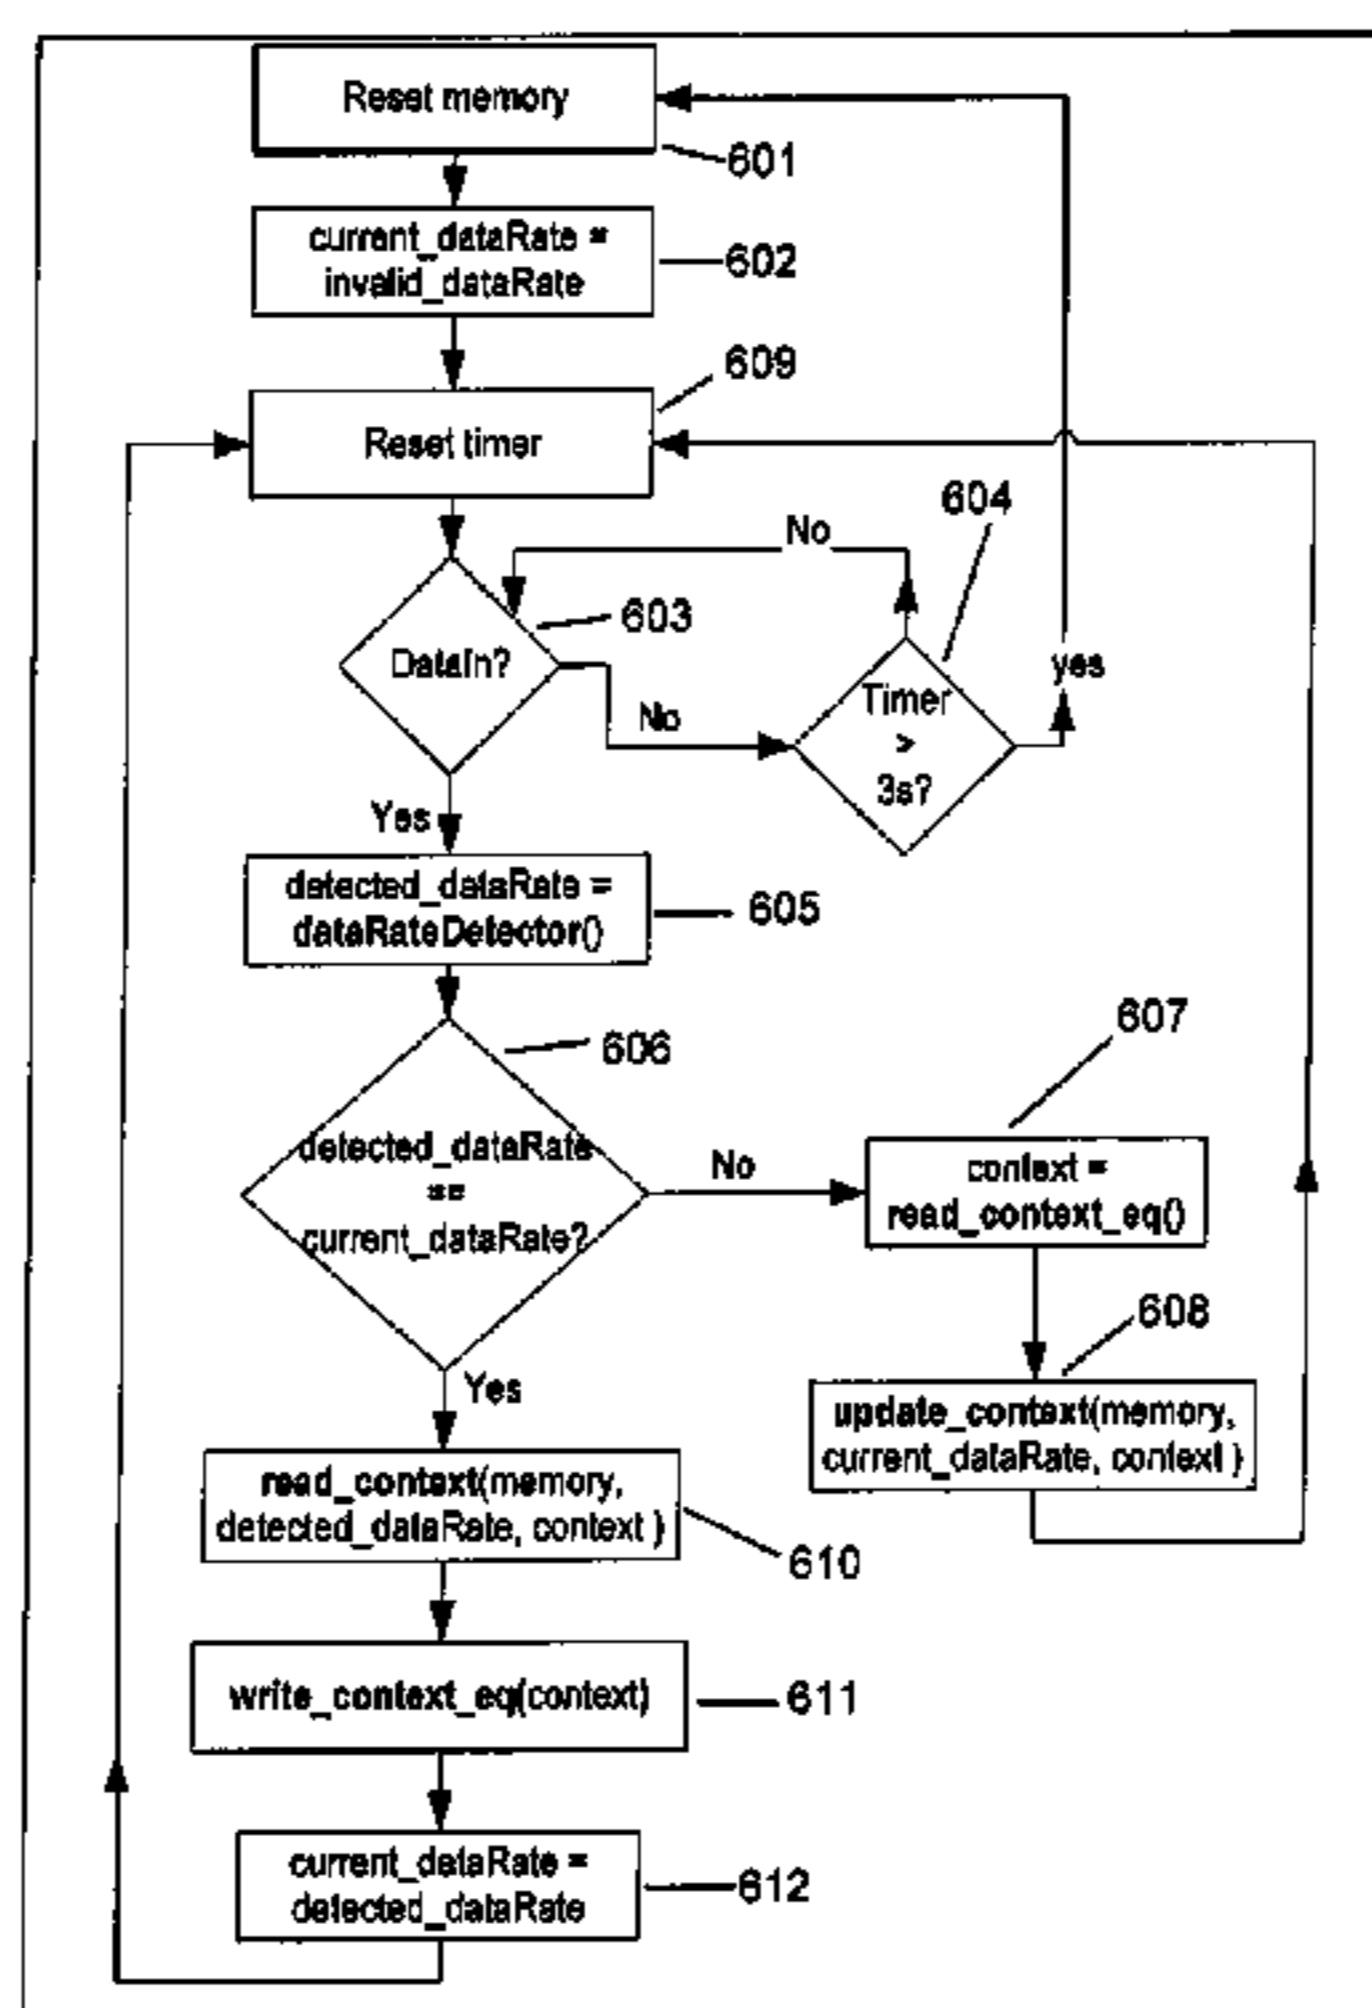 Reset memory
601
current_dataRate =
invalid_dataRate
602
609
Reset timer
604
No
603
DataIn?
No
Timer
>
3s?
yes
Yes
detected_dataRate =
dataRateDetector()
605
606
607
detected_dataRate
==
current_dataRate?
No
context =
read_context_eq()
608
Yes
update_context(memory,
current_dataRate, context )
read_context(memory,
detected_dataRate, context )
610
write_context_eq(context)
611
current_dataRate =
detected_dataRate
612